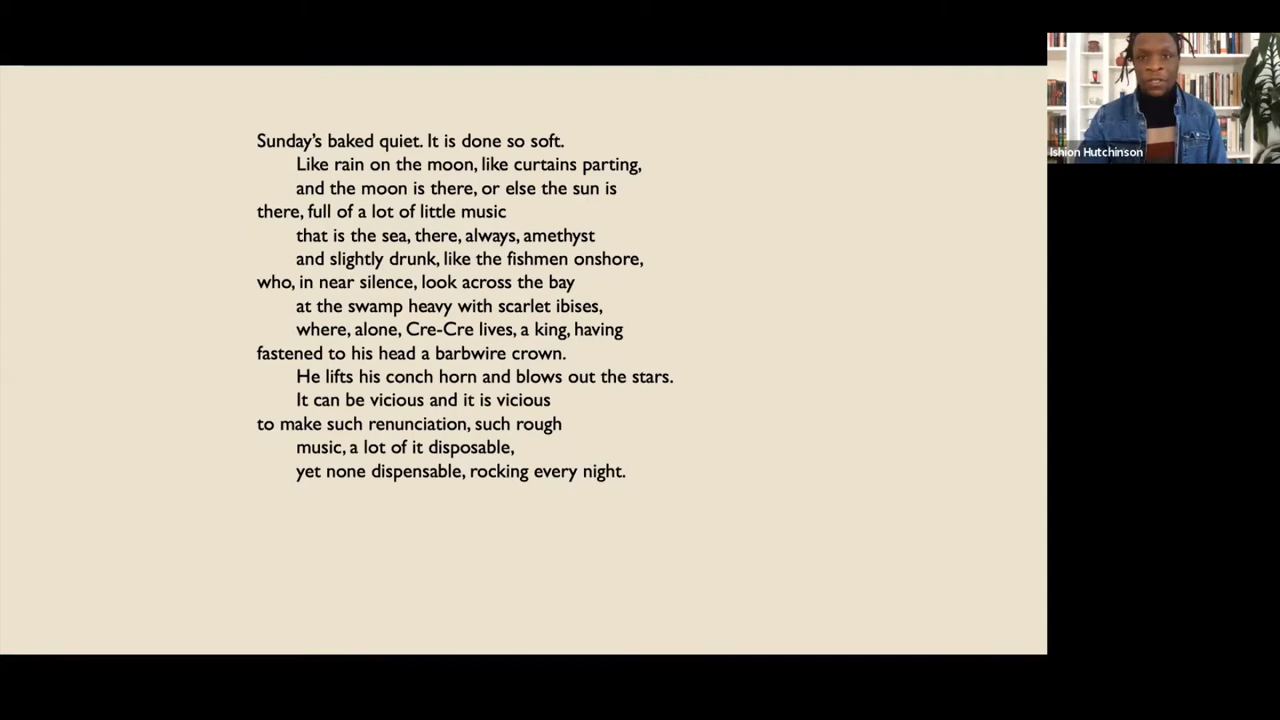 Sunday's baked quiet. It is done so soft.
Like rain on the moon, like curtains parting,
and the moon is there, or else the sun is
there, full of a lot of little music
that is the sea, there, always, amethyst
and slightly drunk, like the fishmen onshore,
who, in near silence, look across the bay
at the swamp heavy with scarlet ibises,
where, alone, Cre-Cre lives, a king, having
fastened to his head a barbwire crown.
He lifts his conch horn and blows out the stars.
It can be vicious and it is vicious
to make such renunciation, such rough
music, a lot of it disposable,
yet none dispensable, rocking every night.
Ishion Hutchinson